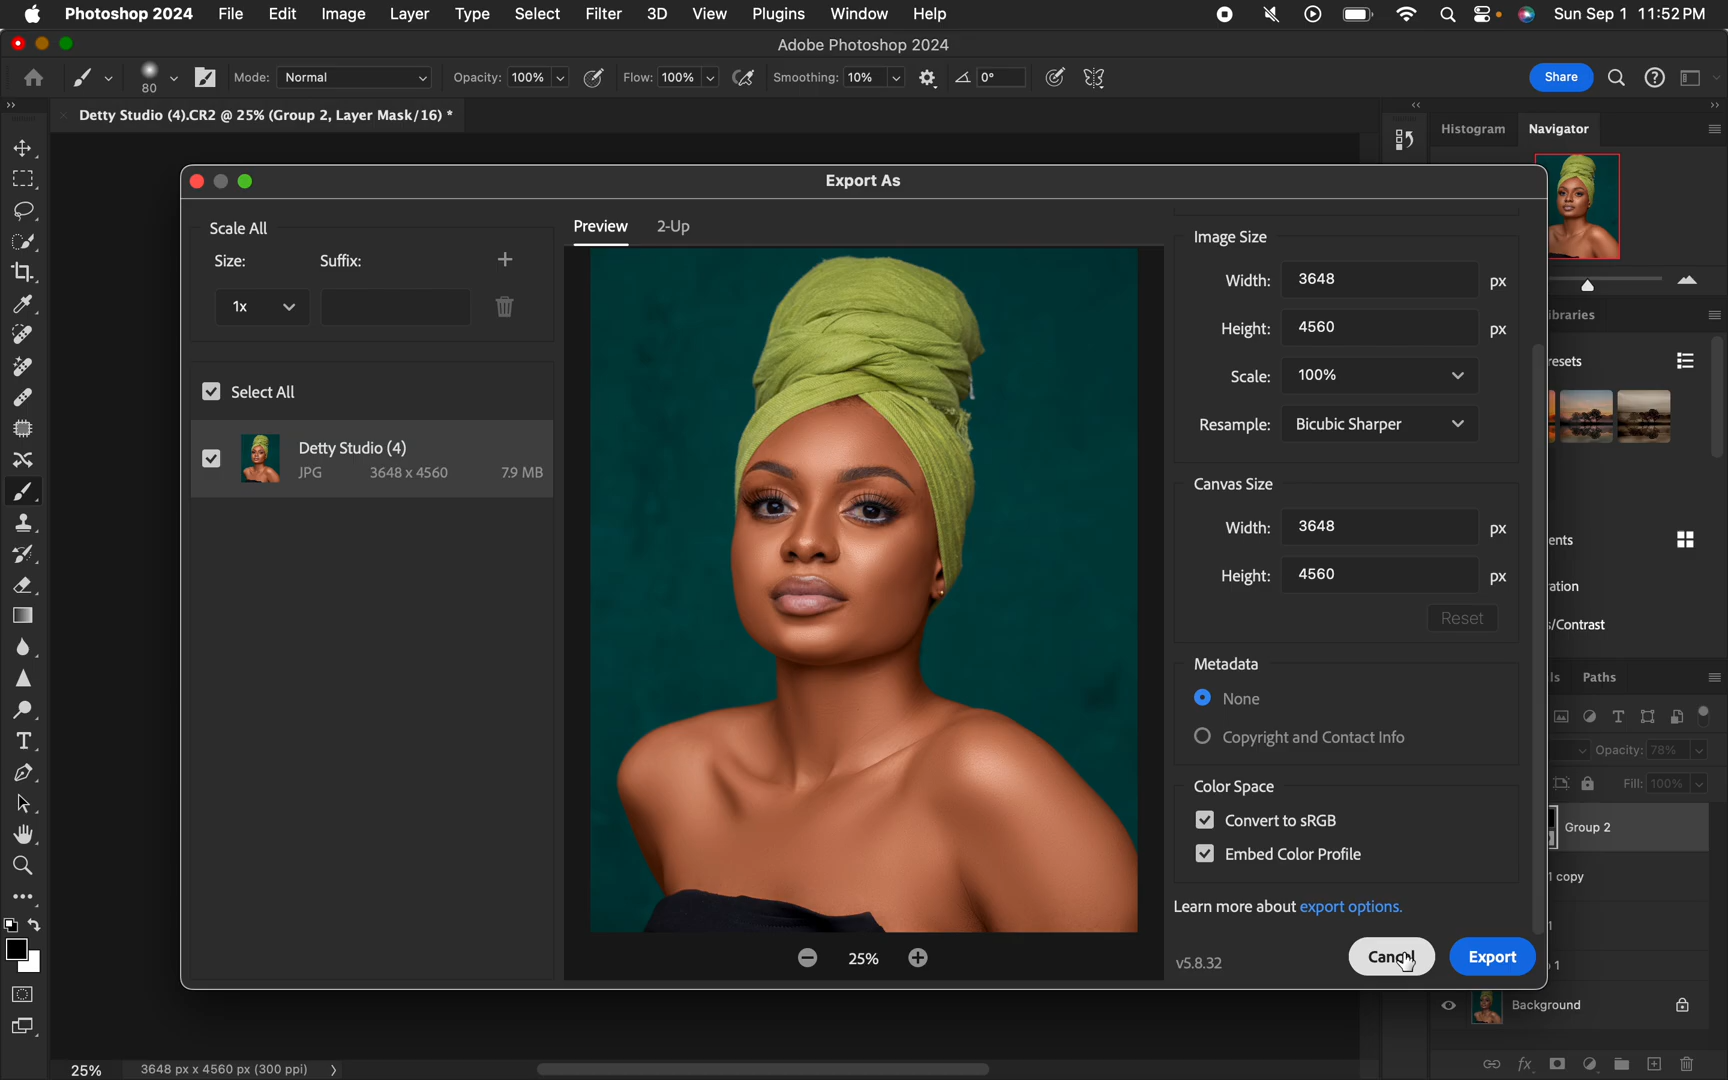 Photoshop 2024 File Edit Image Layer Type Select Filter 3D View Plugins Window Help Sun Sep 1 11:52 PM
Adobe Photoshop 2024
80 Mode: Normal Opacity: 100% Flow: 100% Smoothing: 10% 0° Share
Detty Studio (4).CR2 @ 25% (Group 2, Layer Mask/16) *
Histogram Navigator
Export As
Scale All
Size: Suffix:
1x
Select All
Detty Studio (4)
JPG 3648 x 4560 7.9 MB
Preview 2-Up
25%
Image Size
Width: 3648 px
Height: 4560 px
Scale: 100%
Resample: Bicubic Sharper
Canvas Size
Width: 3648 px
Height: 4560 px
Reset
Metadata
None
Copyright and Contact Info
Color Space
Convert to sRGB
Embed Color Profile
Learn more about export options.
v5.8.32 Cancel Export
ibraries
resets
ents
ation
s/Contrast
ls Paths
Opacity: 78%
Fill: 100%
Group 2
1 copy
1
1
Background
25% 3648 px x 4560 px (300 ppi)